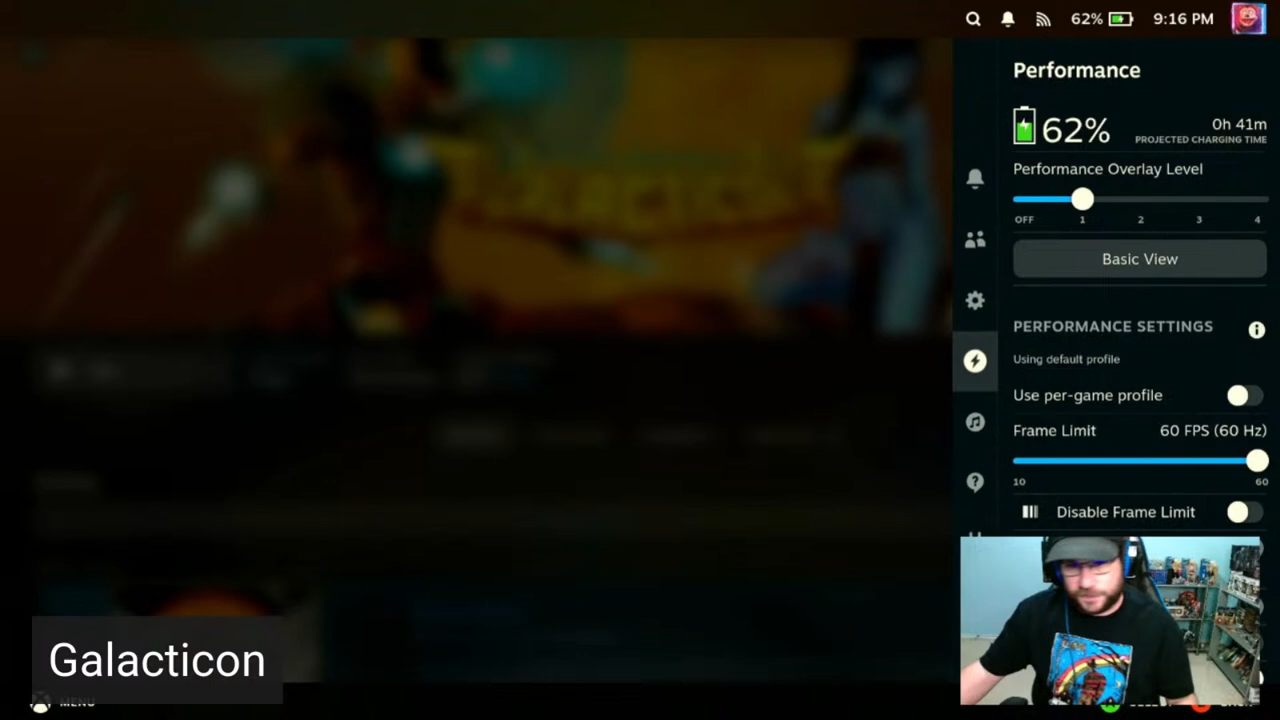 62%
9:16 PM
Performance
62%
0h 41m
PROJECTED CHARGING TIME
Performance Overlay Level
OFF 1 2 3 4
Basic View
PERFORMANCE SETTINGS
Using default profile
Use per-game profile
Frame Limit 60 FPS (60 Hz)
10 60
Disable Frame Limit
Galacticon
MENU